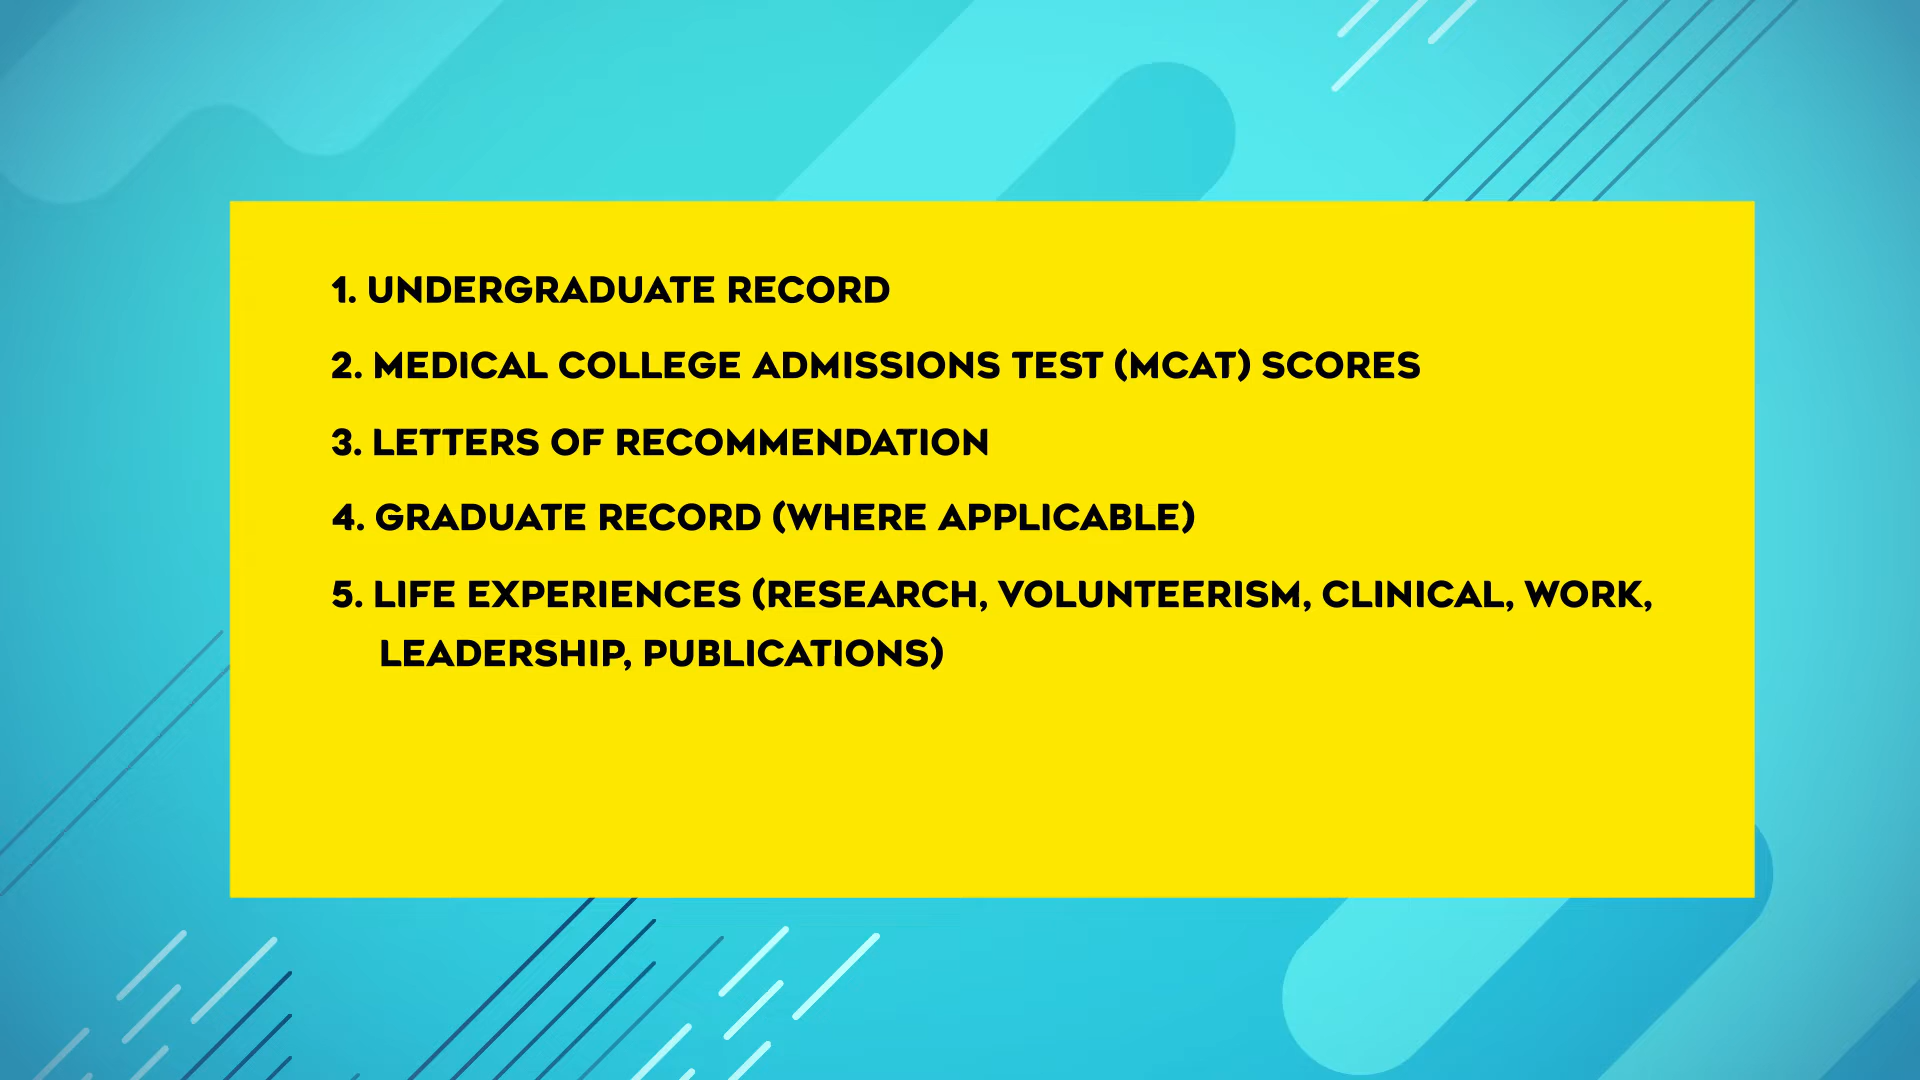 1. UNDERGRADUATE RECORD
2. MEDICAL COLLEGE ADMISSIONS TEST (MCAT) SCORES
3. LETTERS OF RECOMMENDATION
4. GRADUATE RECORD (WHERE APPLICABLE)
5. LIFE EXPERIENCES (RESEARCH, VOLUNTEERISM, CLINICAL, WORK,
LEADERSHIP, PUBLICATIONS)